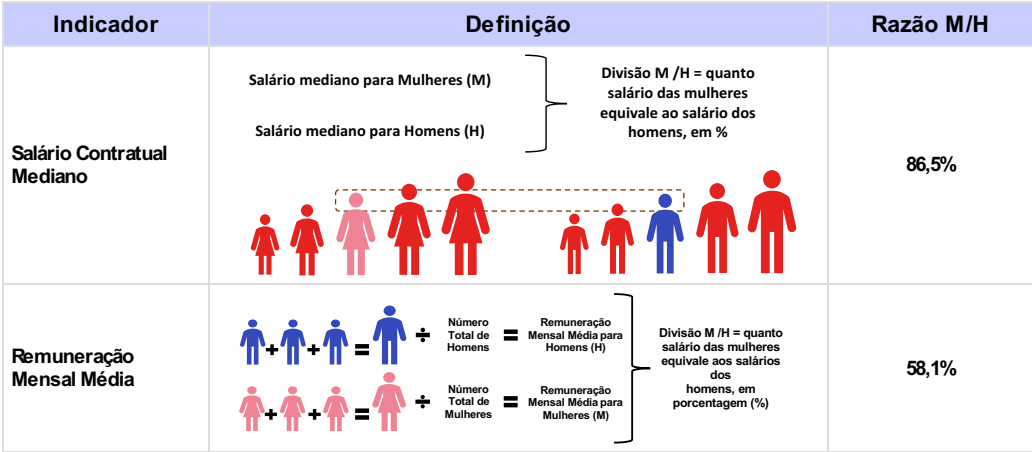 Indicador
Definição
Razão M/H
Salário Contratual
Mediano
Salário mediano para Mulheres (M)
Salário mediano para Homens (H)
Divisão M /H = quanto
salário das mulheres
equivale ao salário dos
homens, em %
86,5%
Remuneração
Mensal Média
+ + = ÷
Número
Total de
Homens
=
Remuneração
Mensal Média para
Homens (H)
+ + = ÷
Número
Total de
Mulheres
=
Remuneração
Mensal Média para
Mulheres (M)
Divisão M /H = quanto
salário das mulheres
equivale aos salários
dos
homens, em
porcentagem (%)
58,1%